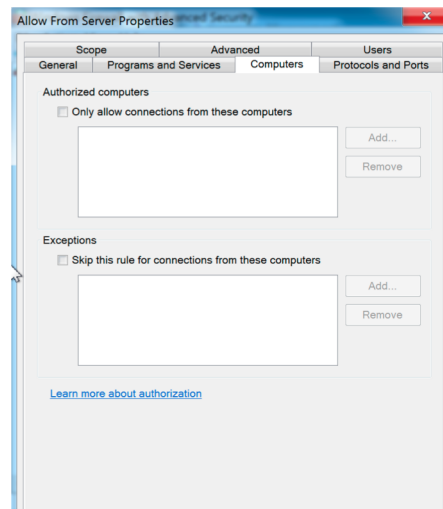 Allow From Server Properties
Advanced Security
X
Scope Advanced Users
General Programs and Services Computers Protocols and Ports
Authorized computers
Only allow connections from these computers
Add...
Remove
Exceptions
Skip this rule for connections from these computers
Add...
Remove
Learn more about authorization